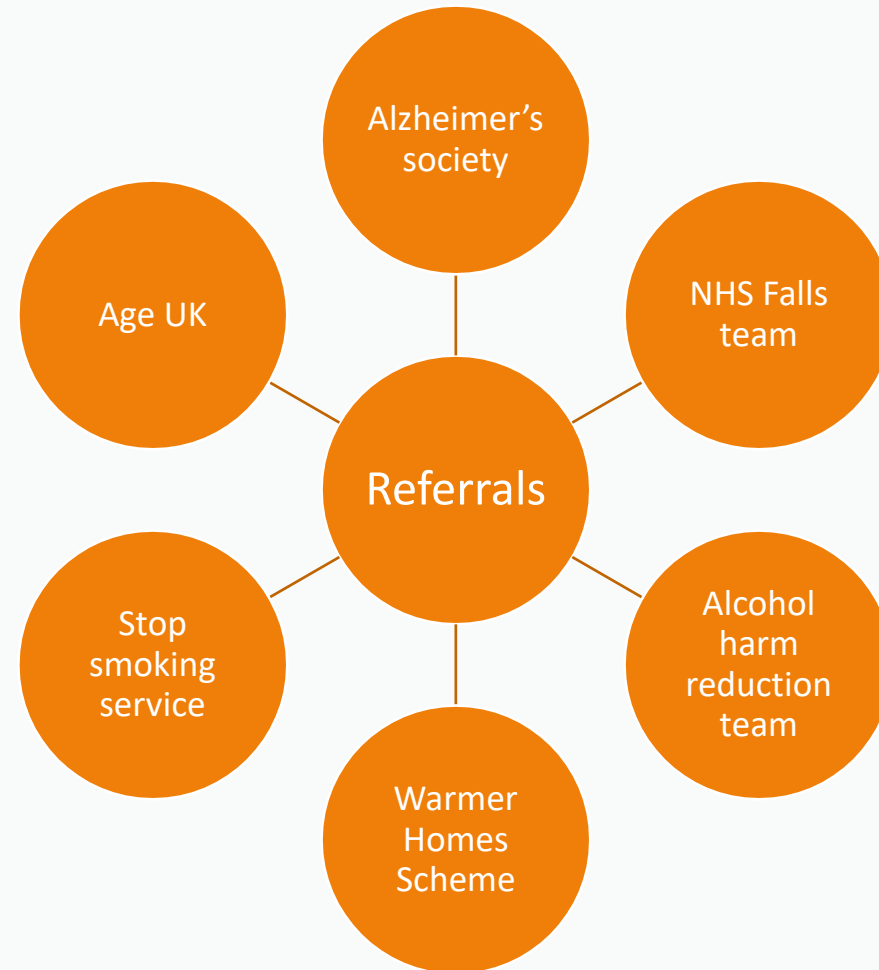 Alzheimer’s
society
Age UK
NHS Falls
team
Referrals
Stop
smoking
service
Alcohol
harm
reduction
team
Warmer
Homes
Scheme